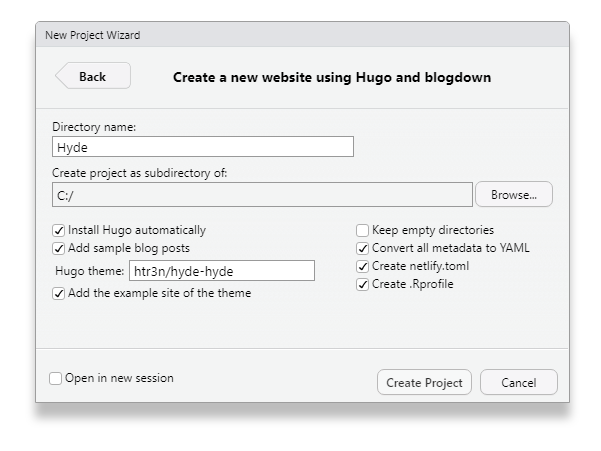 New Project Wizard
Back
Create a new website using Hugo and blogdown
Directory name:
Hyde
Create project as subdirectory of:
C:/
Browse...
Install Hugo automatically
Keep empty directories
Add sample blog posts
Convert all metadata to YAML
Hugo theme: htr3n/hyde-hyde
Create netlify.toml
Create .Rprofile
Add the example site of the theme
Open in new session
Create Project
Cancel